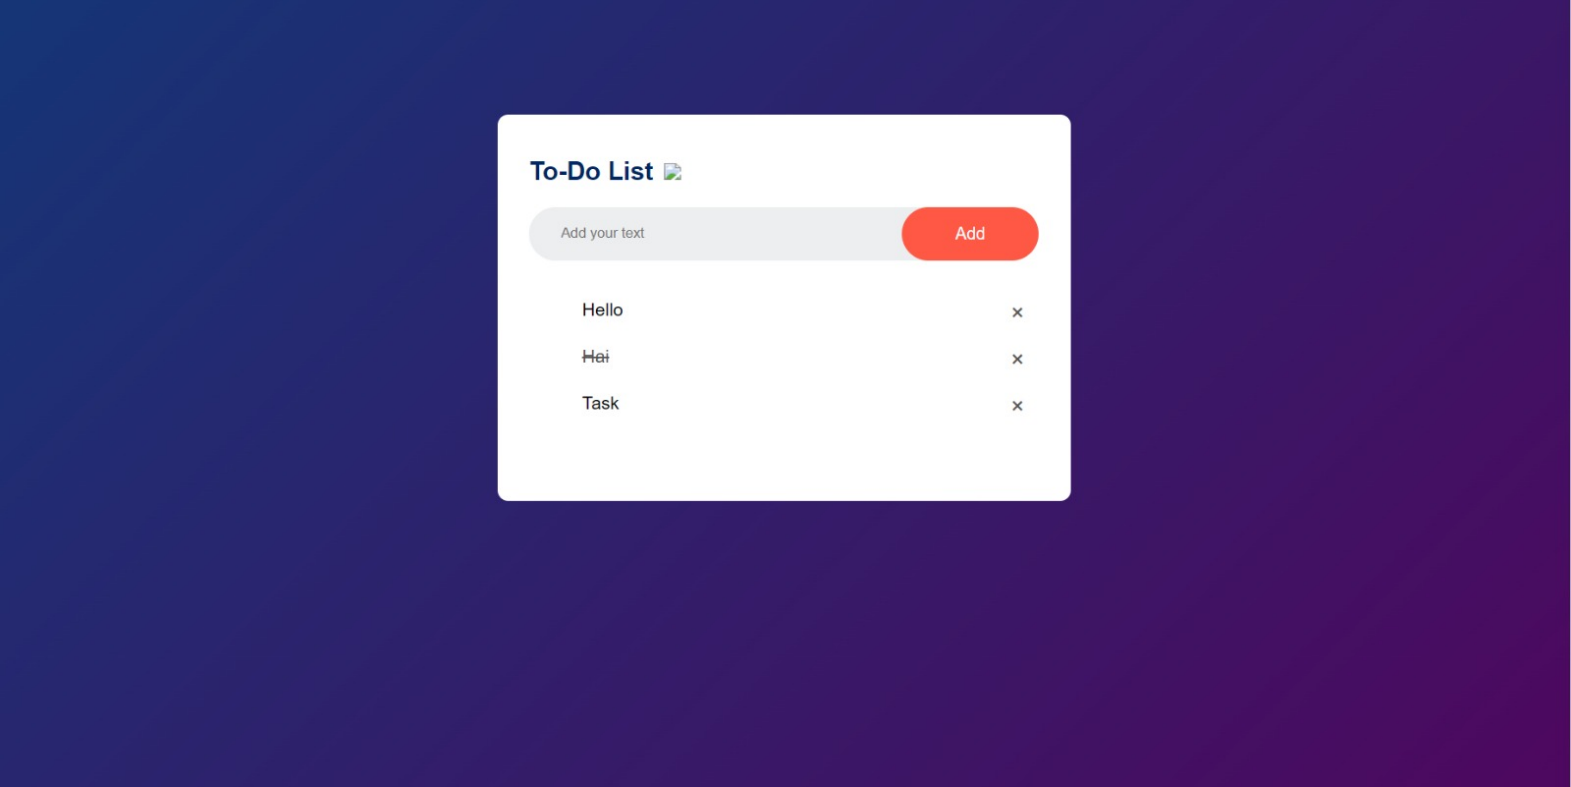 To-Do List
Add your text
Add
Hello
×
Hai
×
Task
×